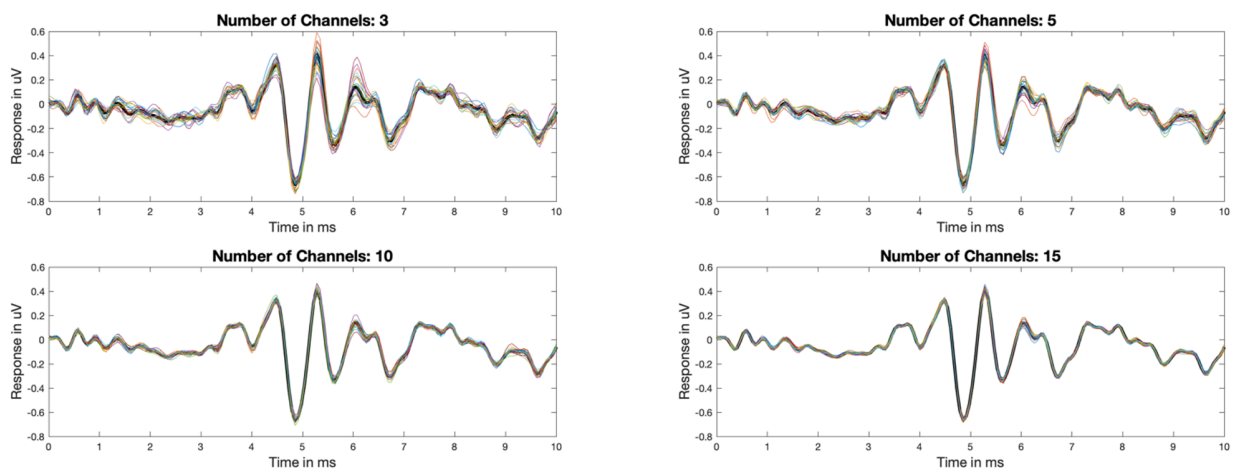 Number of Channels: 3
Response in uV
0.6
0.4
0.2
0
-0.2
-0.4
-0.6
-0.8
0 1 2 3 4 5 6 7 8 9 10
Time in ms
Number of Channels: 5
Response in uV
0.6
0.4
0.2
0
-0.2
-0.4
-0.6
-0.8
0 1 2 3 4 5 6 7 8 9 10
Time in ms
Number of Channels: 10
Response in uV
0.6
0.4
0.2
0
-0.2
-0.4
-0.6
-0.8
0 1 2 3 4 5 6 7 8 9 10
Time in ms
Number of Channels: 15
Response in uV
0.6
0.4
0.2
0
-0.2
-0.4
-0.6
-0.8
0 1 2 3 4 5 6 7 8 9 10
Time in ms